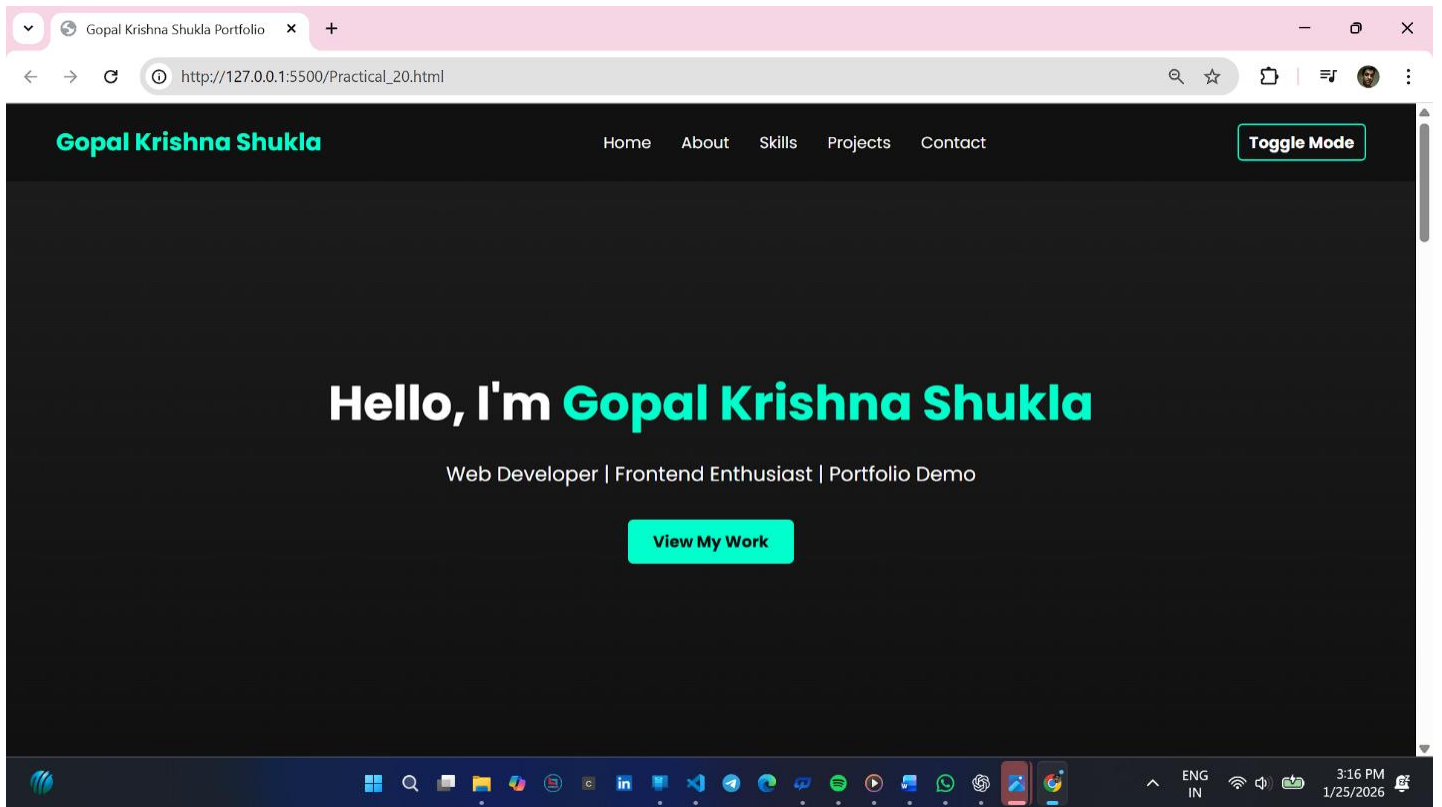 Gopal Krishna Shukla Portfolio
http://127.0.0.1:5500/Practical_20.html
Gopal Krishna Shukla Home About Skills Projects Contact Toggle Mode
Hello, I'm Gopal Krishna Shukla
Web Developer | Frontend Enthusiast | Portfolio Demo
View My Work
ENG 3:16 PM
IN 1/25/2026